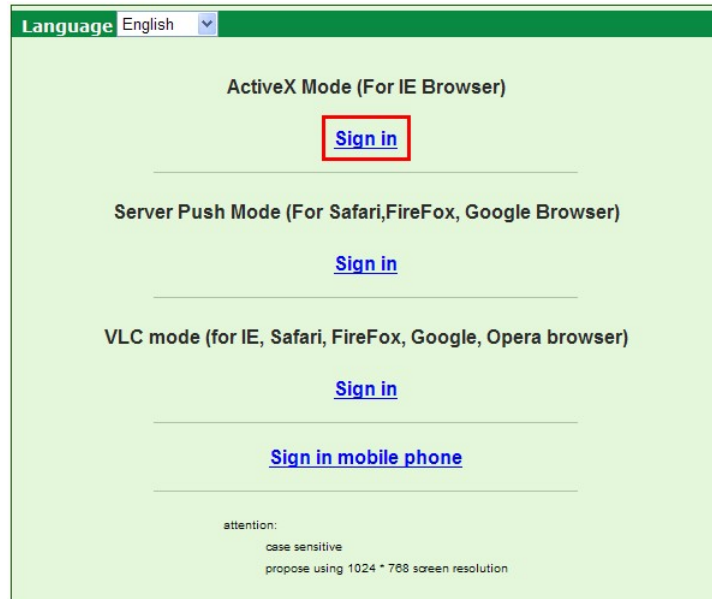 Language English
ActiveX Mode (For IE Browser)
Sign in
Server Push Mode (For Safari,FireFox, Google Browser)
Sign in
VLC mode (for IE, Safari, FireFox, Google, Opera browser)
Sign in
Sign in mobile phone
attention:
case sensitive
propose using 1024 * 768 screen resolution